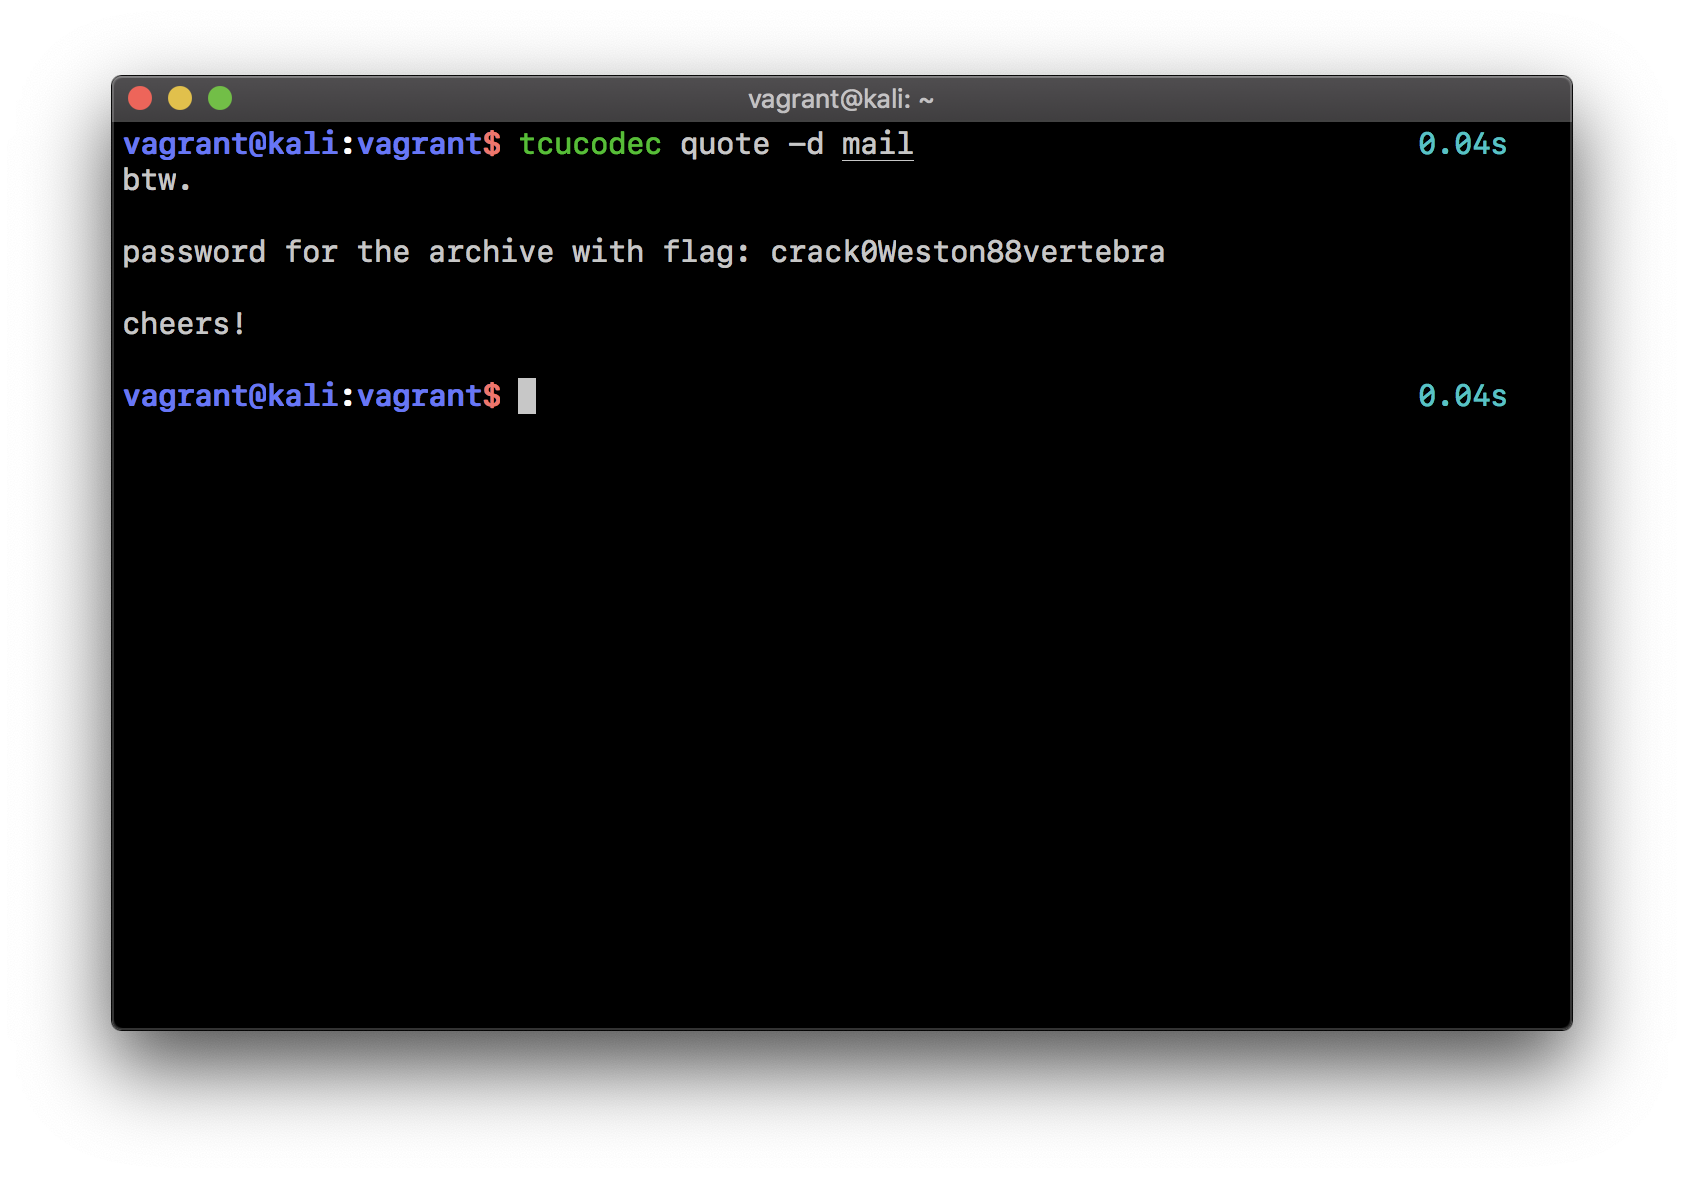 vagrant@kali: ~
vagrant@kali:vagrant$ tcucodec quote -d mail 0.04s
btw.
password for the archive with flag: crack0Weston88vertebra
cheers!
vagrant@kali:vagrant$ 0.04s